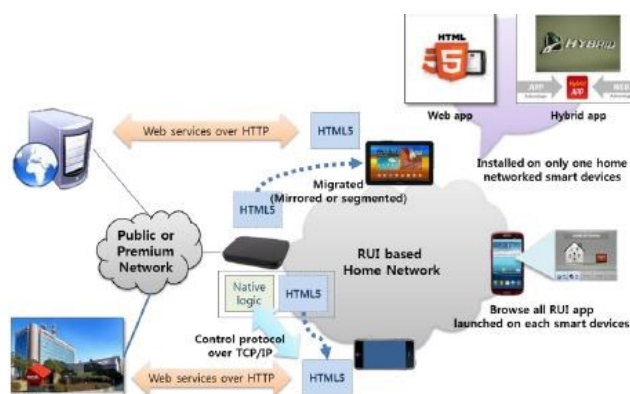 HTML
5
HYBRID
APP
Hybrid
APP
WEB
Web app
Hybrid app
Web services over HTTP
HTML5
Installed on only one home
networked smart devices
Migrated
(Mirrored or segmented)
HTML5
Public or
Premium
Network
RUI based
Home Network
Native
logic
HTML5
Browse all RUI app
launched on each smart devices
Control protocol
over TCP/IP
Web services over HTTP
HTML5